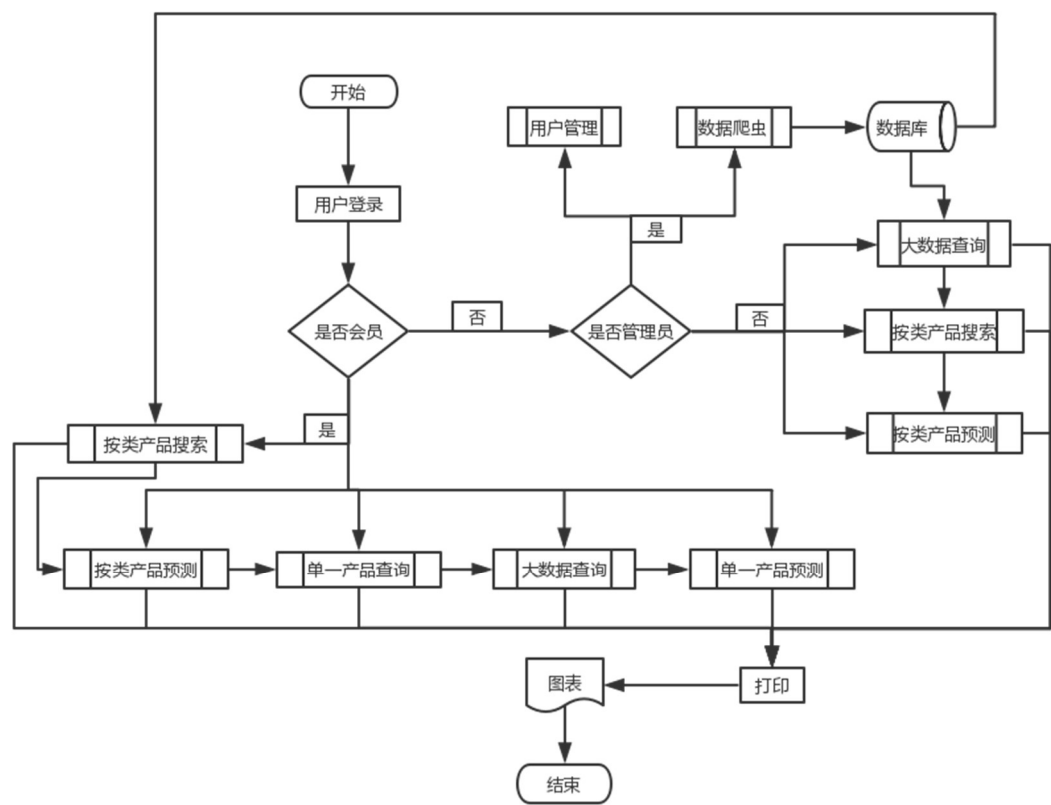 开始
用户管理
数据爬虫
数据库
用户登录
是
大数据查询
否
否
是否会员
是否管理员
按类产品搜索
是
按类产品搜索
按类产品预测
按类产品预测
单一产品查询
大数据查询
单一产品预测
图表
打印
结束